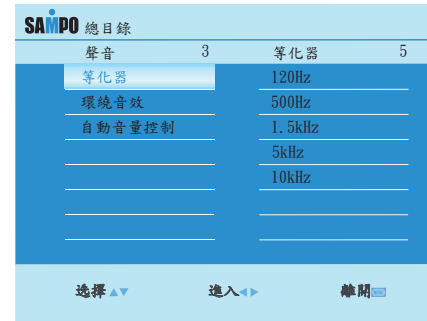 SAMPO 總目錄
聲音 3 等化器 5
等化器 120Hz
環繞音效 500Hz
自動音量控制 1.5kHz
5kHz
10kHz
选擇▲▼ 進入◀▶ 離開